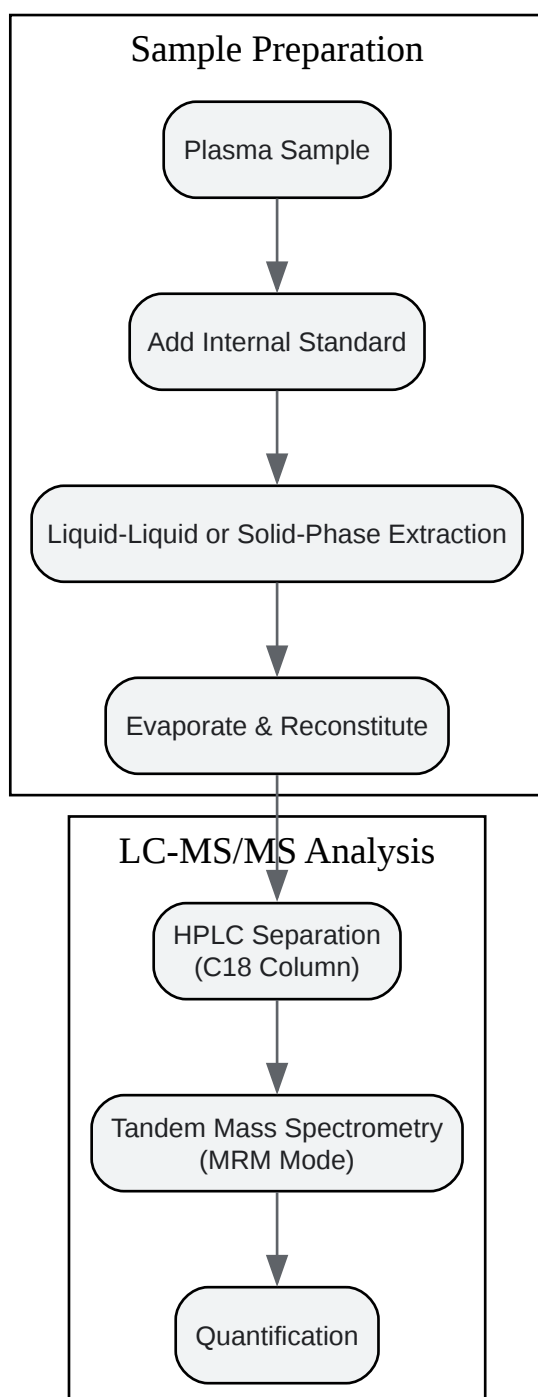 Sample Preparation
Plasma Sample
Add Internal Standard
Liquid-Liquid or Solid-Phase Extraction
Evaporate & Reconstitute
LC-MS/MS Analysis
HPLC Separation
(C18 Column)
Tandem Mass Spectrometry
(MRM Mode)
Quantification